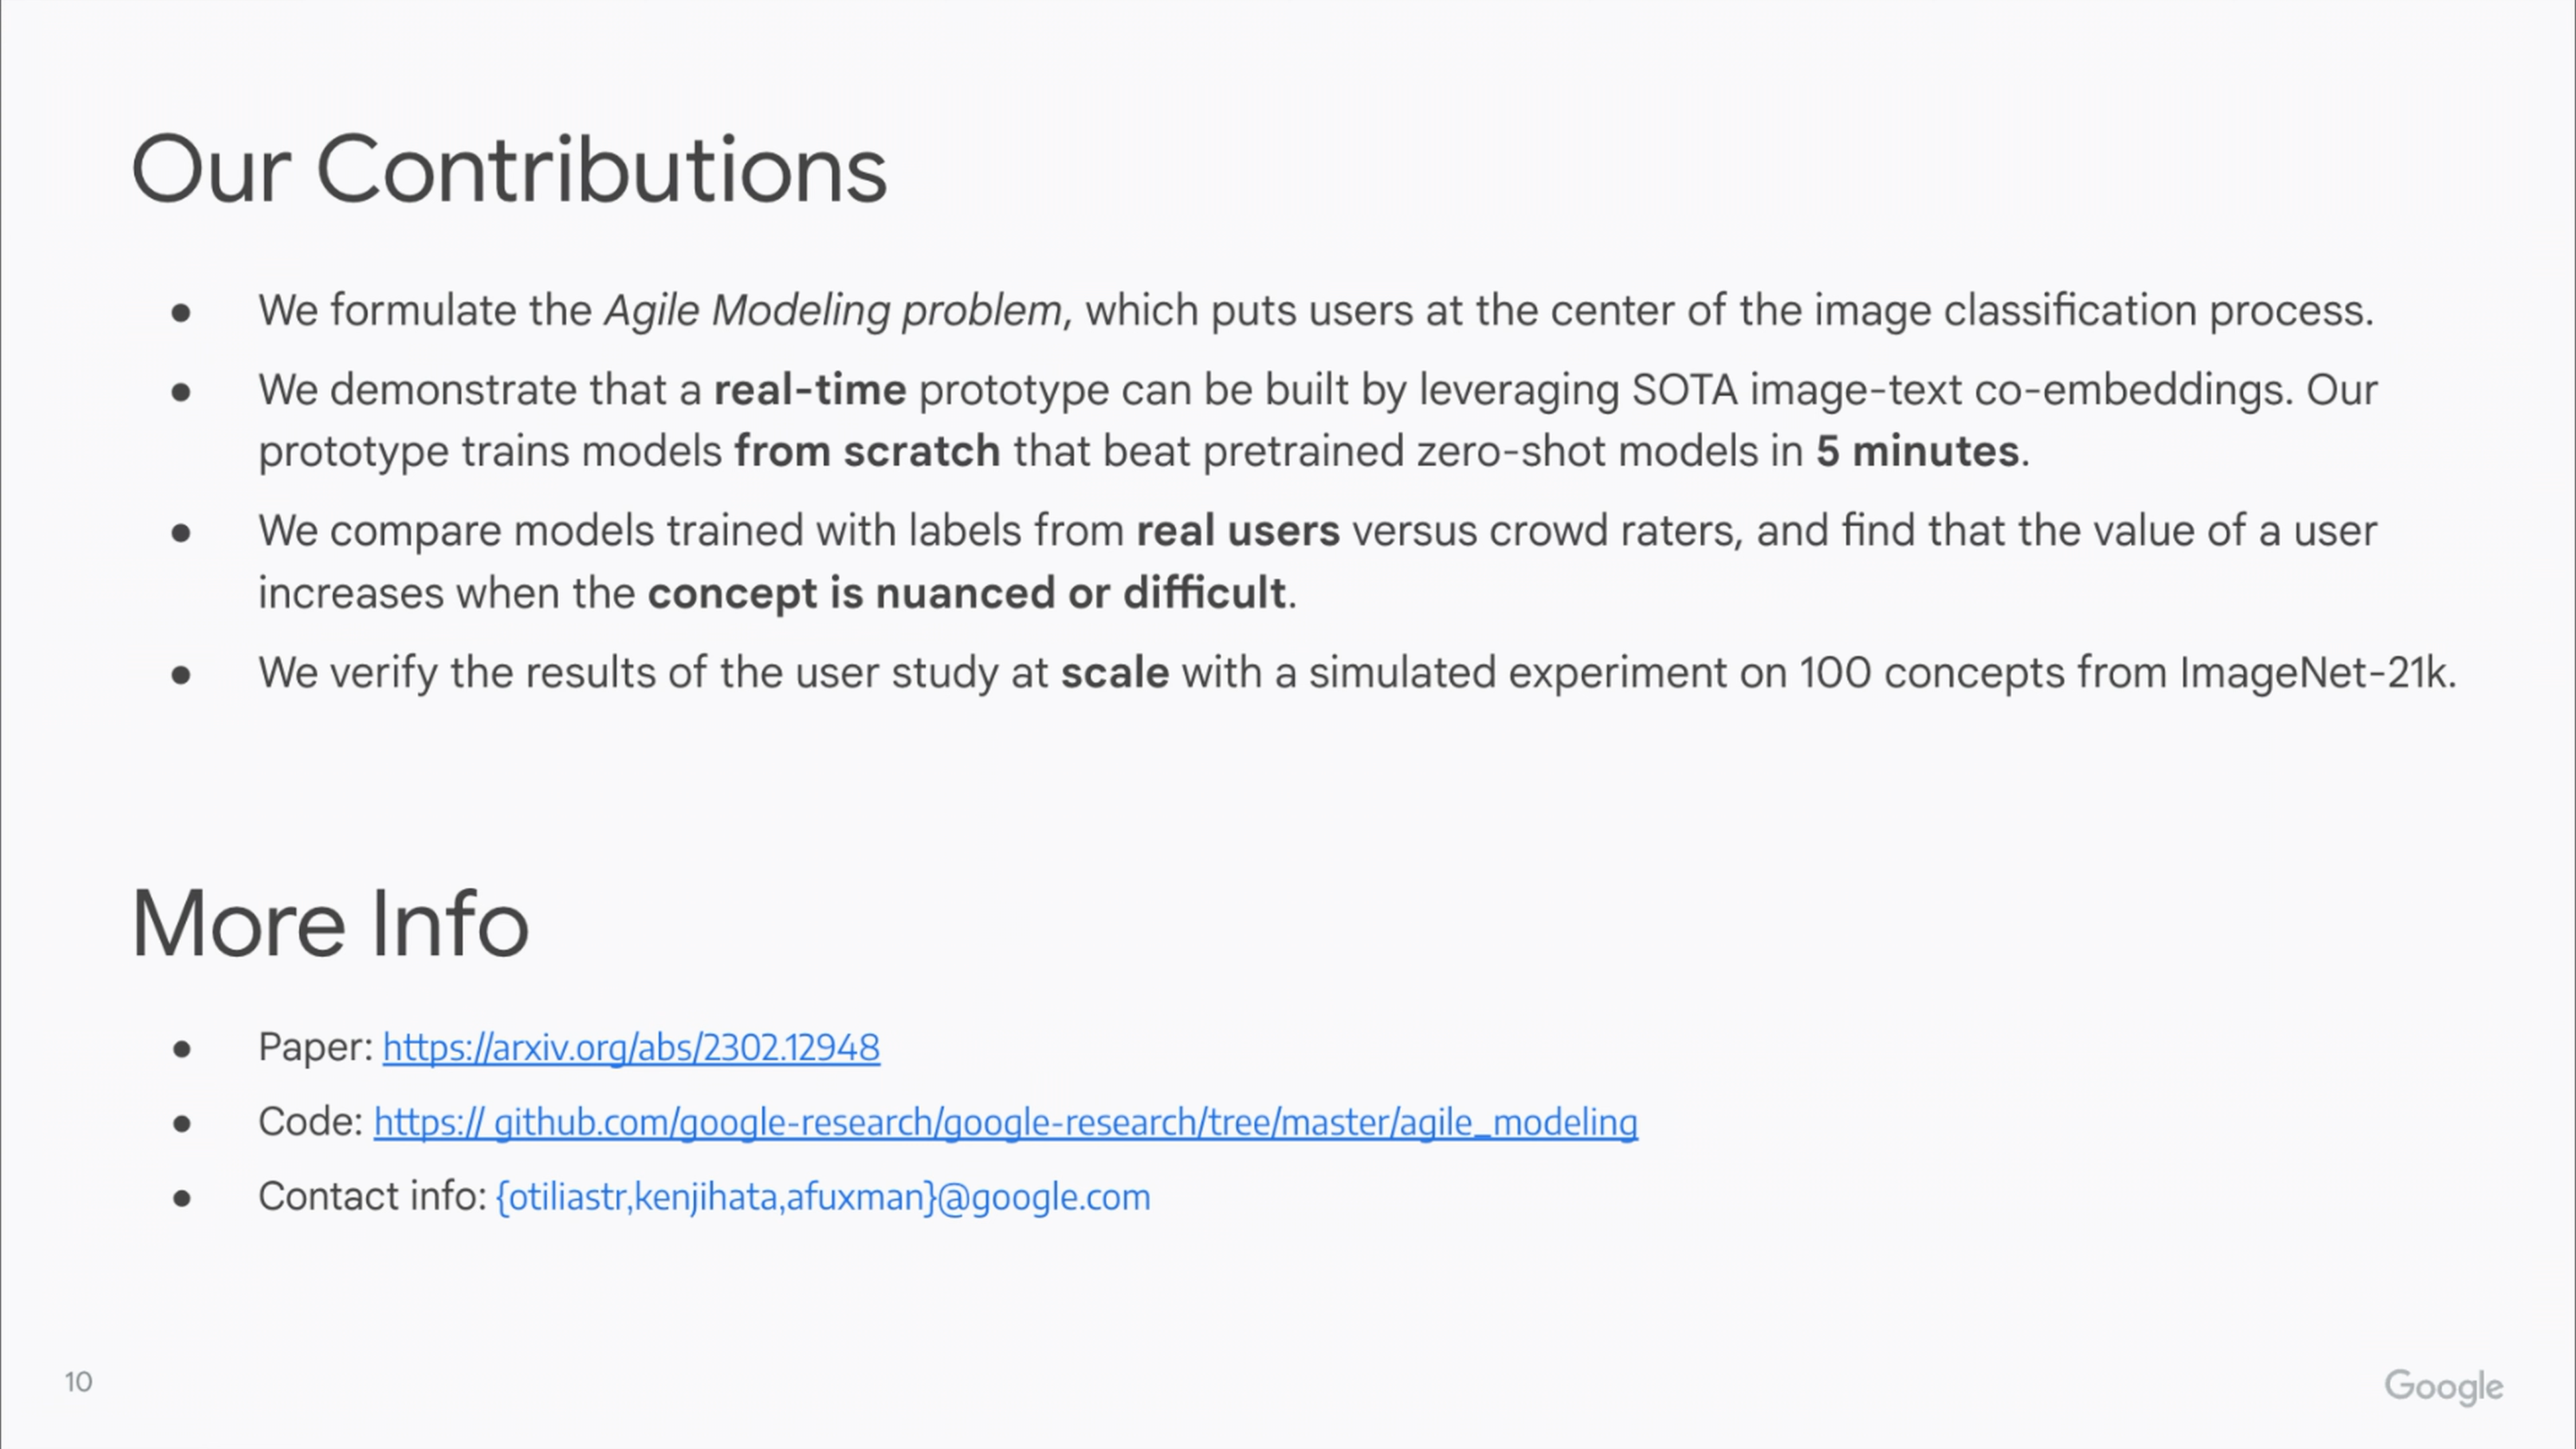 Our Contributions
● We formulate the Agile Modeling problem, which puts users at the center of the image classification process.
● We demonstrate that a real-time prototype can be built by leveraging SOTA image-text co-embeddings. Our
prototype trains models from scratch that beat pretrained zero-shot models in 5 minutes.
● We compare models trained with labels from real users versus crowd raters, and find that the value of a user
increases when the concept is nuanced or difficult.
● We verify the results of the user study at scale with a simulated experiment on 100 concepts from ImageNet-21k.
More Info
● Paper: https://arxiv.org/abs/2302.12948
● Code: https:// github.com/google-research/google-research/tree/master/agile_modeling
● Contact info: {otiliastr,kenjihata,afuxman}@google.com
10
Google